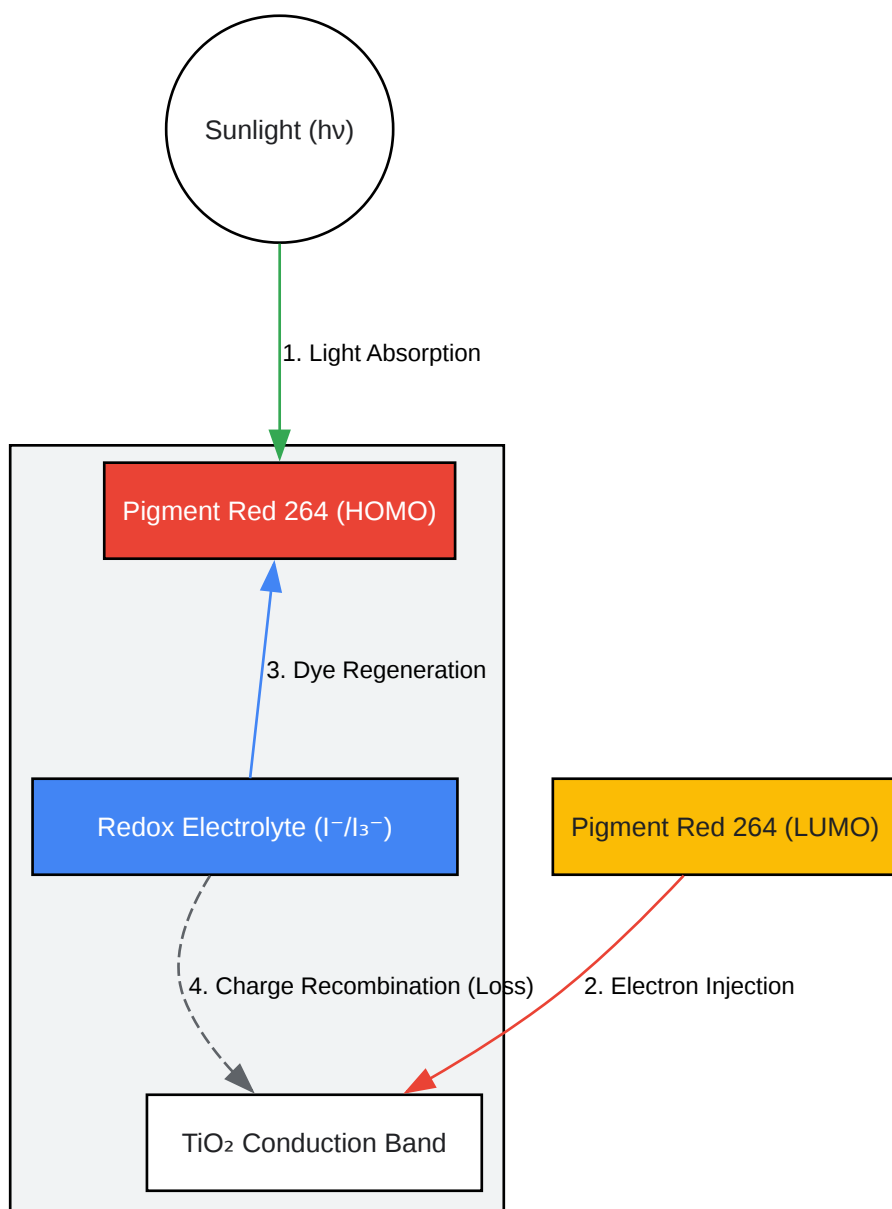 Sunlight (hν)
1. Light Absorption
Pigment Red 264 (HOMO)
3. Dye Regeneration
Redox Electrolyte (I⁻/I₃⁻)
Pigment Red 264 (LUMO)
4. Charge Recombination (Loss)
2. Electron Injection
TiO₂ Conduction Band